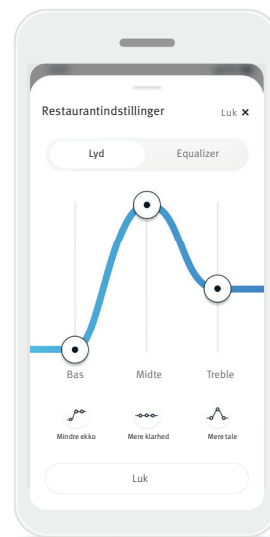 Restaurantindstillinger
Luk ×
Lyd
Equalizer
Bas
Midte
Treble
Mindre ekko
Mere klarhed
Mere tale
Luk